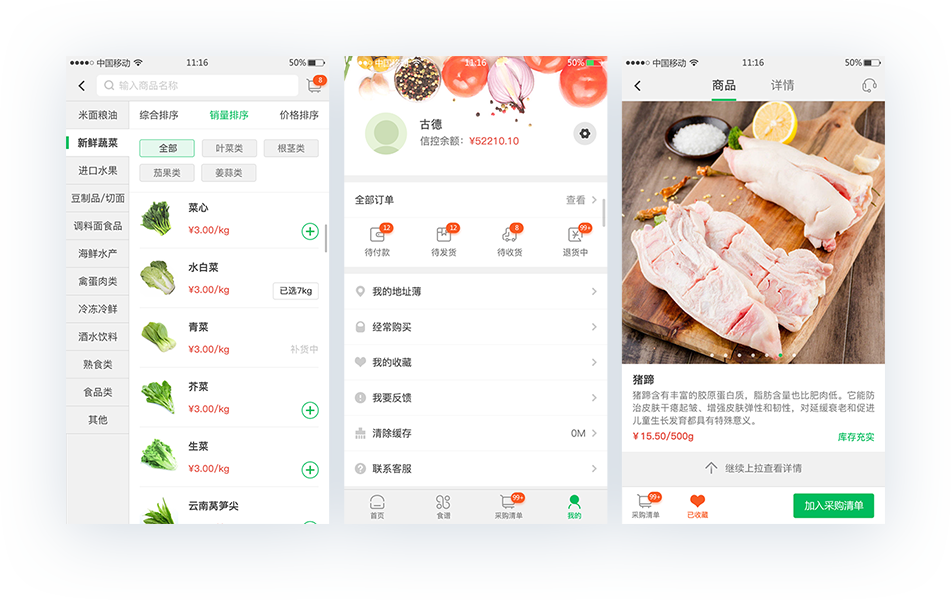 中国移动 11:16 50%
输入商品名称 8
米面粮油
新鲜蔬菜
进口水果
豆制品/切面
调料面食品
海鲜水产
禽蛋肉类
冷冻冷鲜
酒水饮料
熟食类
食品类
其他
综合排序 销量排序 价格排序
全部 叶菜类 根茎类
茄果类 姜蒜类
菜心
¥3.00/kg
水白菜
¥3.00/kg 已选7kg
青菜
¥3.00/kg 补货中
芥菜
¥3.00/kg
生菜
¥3.00/kg
云南莴笋尖
中国移动 11:16 50%
古德
信控余额：¥52210.10
全部订单 查看
12 12 8 99+
待付款 待发货 待收货 退货中
我的地址薄
经常购买
我的收藏
我要反馈
清除缓存 0M
联系客服
99+
首页 食谱 采购清单 我的
中国移动 11:16 50%
商品 详情
猪蹄
猪蹄含有丰富的胶原蛋白质，脂肪含量也比肥肉低。它能防
治皮肤干瘪起皱、增强皮肤弹性和韧性，对延缓衰老和促进
儿童生长发育都具有特殊意义。
¥15.50/500g 库存充实
继续上拉查看详情
99+
采购清单 已收藏 加入采购清单